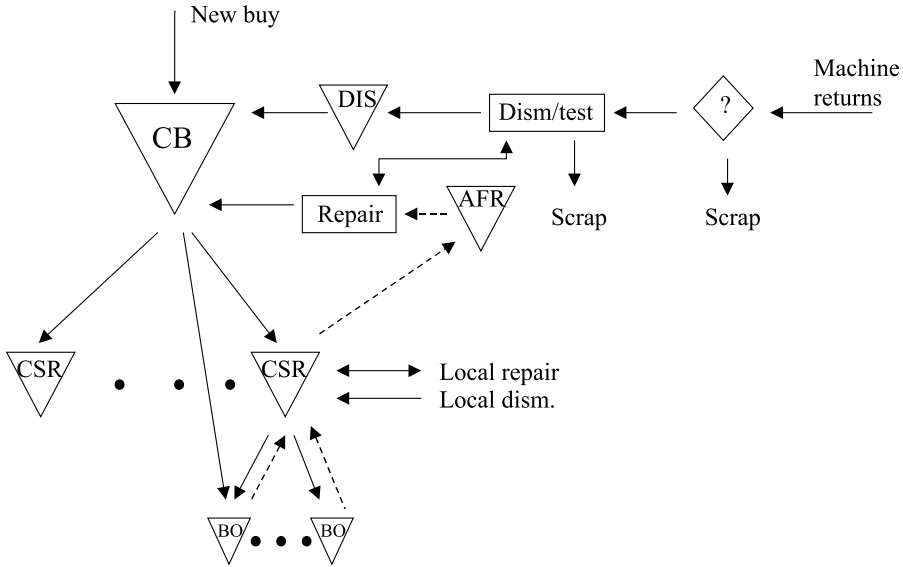 New buy
Machine
returns
DIS
?
Dism/test
CB
AFR
Repair
Scrap
Scrap
CSR
CSR
Local repair
Local dism.
BO
BO